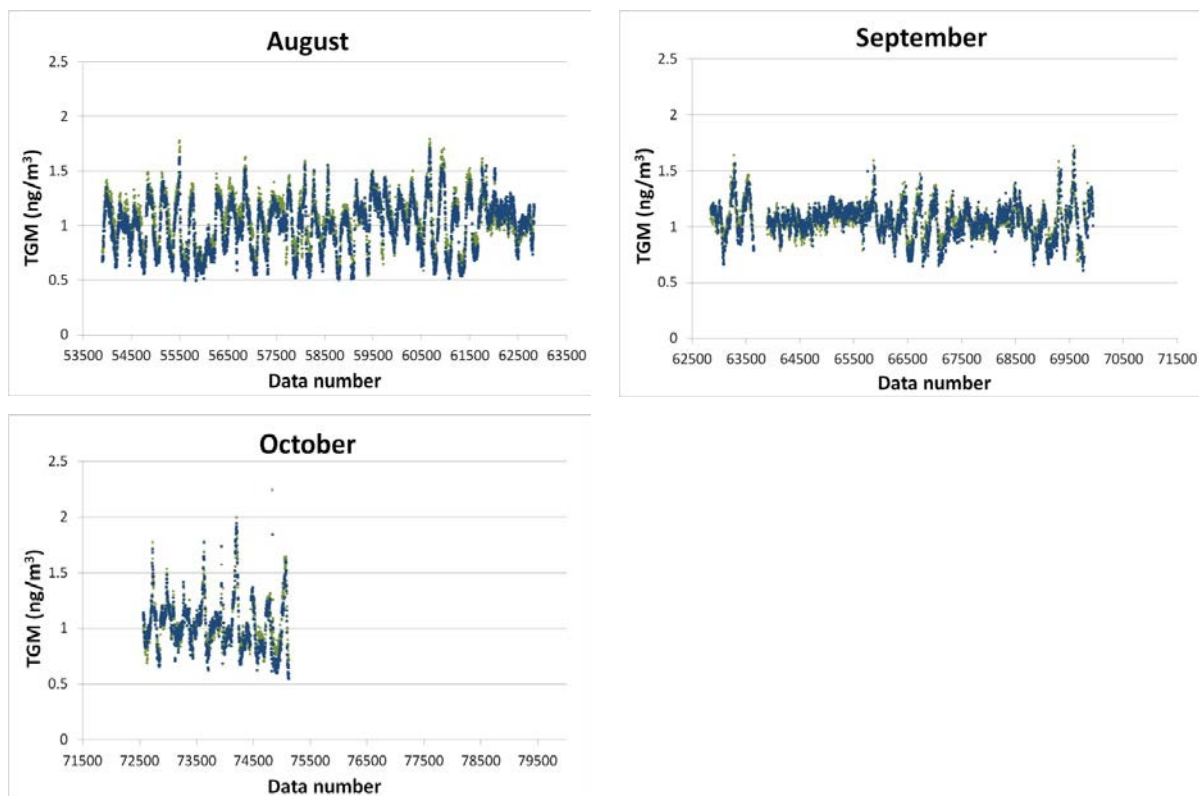 August
TGM (ng/m³)
2.5
2
1.5
1
0.5
0
53500 54500 55500 56500 57500 58500 59500 60500 61500 62500 63500
Data number
September
TGM (ng/m³)
2.5
2
1.5
1
0.5
0
62500 63500 64500 65500 66500 67500 68500 69500 70500 71500
Data number
October
TGM (ng/m³)
2.5
2
1.5
1
0.5
0
71500 72500 73500 74500 75500 76500 77500 78500 79500
Data number